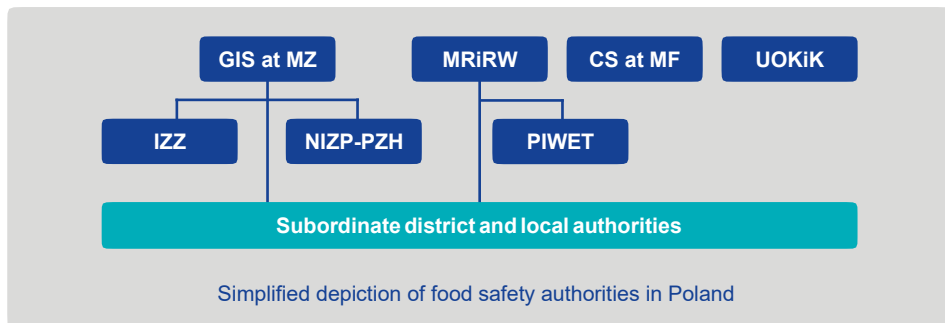 GIS at MZ
MRiRW
CS at MF
UOKiK
IZZ
NIZP-PZH
PIWET
Subordinate district and local authorities
Simplified depiction of food safety authorities in Poland